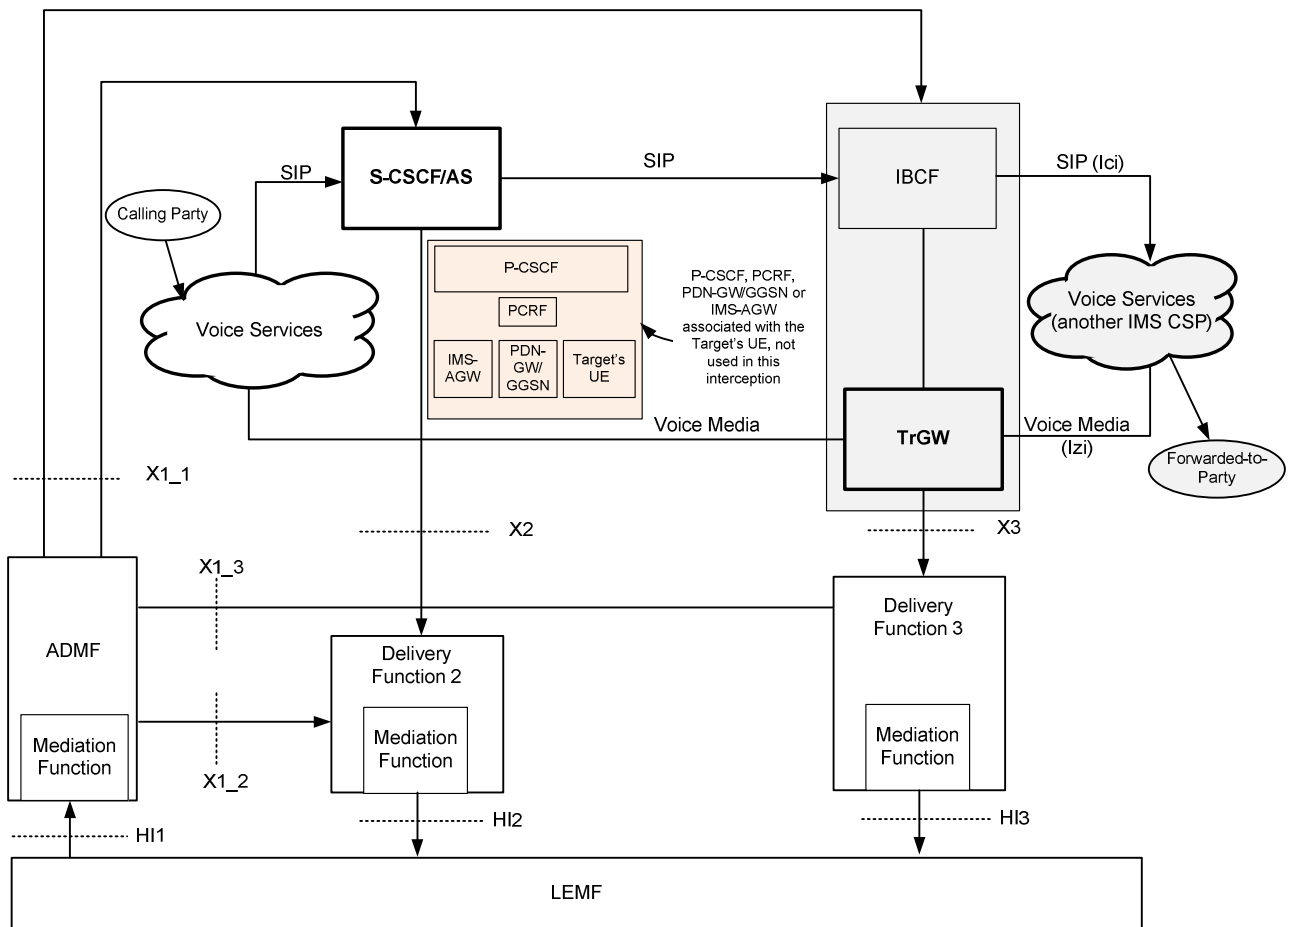 SIP
S-CSCF/AS
SIP
IBCF
SIP (Ici)
Calling Party
P-CSCF
PCRF
IMS-
AGW
PDN-
GW/
GGSN
Target's
UE
P-CSCF, PCRF,
PDN-GW/GGSN or
IMS-AGW
associated with the
Target's UE, not
used in this
interception
Voice Services
Voice Services
(another IMS CSP)
Voice Media
TrGW
Voice Media
(Izi)
Forwarded-to-
Party
X1_1
X2
X3
X1_3
ADMF
Mediation
Function
X1_2
Delivery
Function 2
Mediation
Function
Delivery
Function 3
Mediation
Function
HI1
HI2
HI3
LEMF